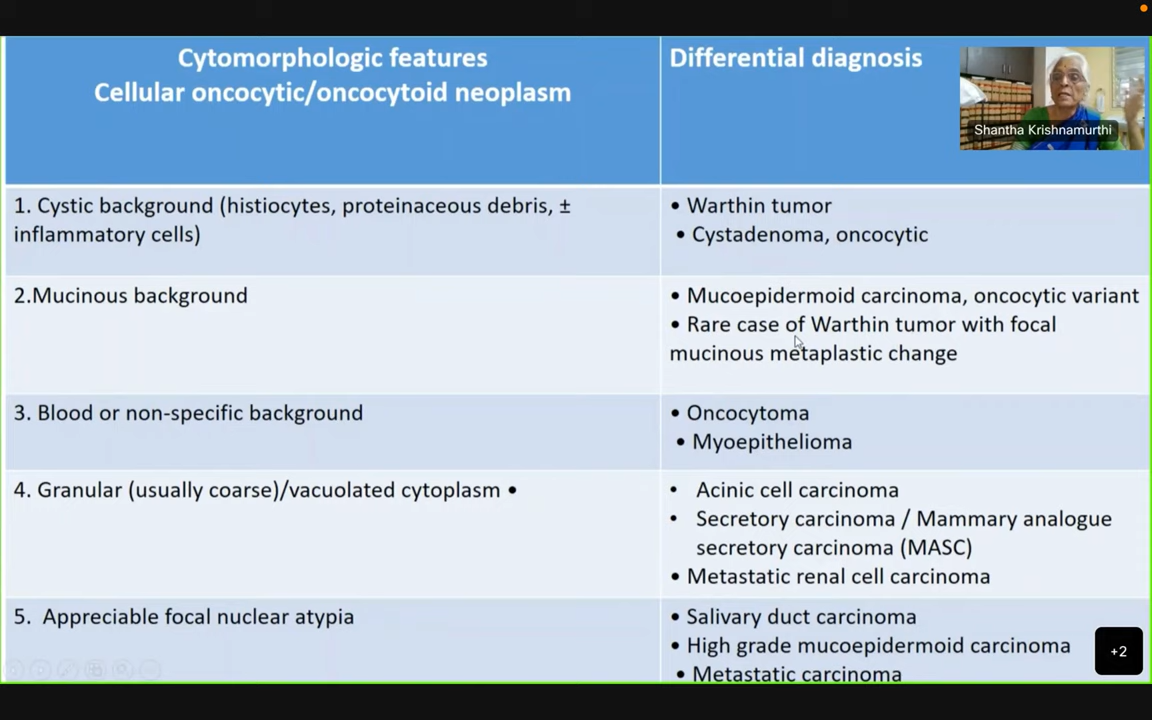 Cytomorphologic features
Cellular oncocytic/oncocytoid neoplasm
Differential diagnosis
Shantha Krishnamurthi
1. Cystic background (histiocytes, proteinaceous debris, ±
inflammatory cells)
• Warthin tumor
• Cystadenoma, oncocytic
2.Mucinous background
• Mucoepidermoid carcinoma, oncocytic variant
• Rare case of Warthin tumor with focal
mucinous metaplastic change
3. Blood or non-specific background
• Oncocytoma
• Myoepithelioma
4. Granular (usually coarse)/vacuolated cytoplasm •
• Acinic cell carcinoma
• Secretory carcinoma / Mammary analogue
secretory carcinoma (MASC)
• Metastatic renal cell carcinoma
5. Appreciable focal nuclear atypia
• Salivary duct carcinoma
• High grade mucoepidermoid carcinoma
• Metastatic carcinoma
+2